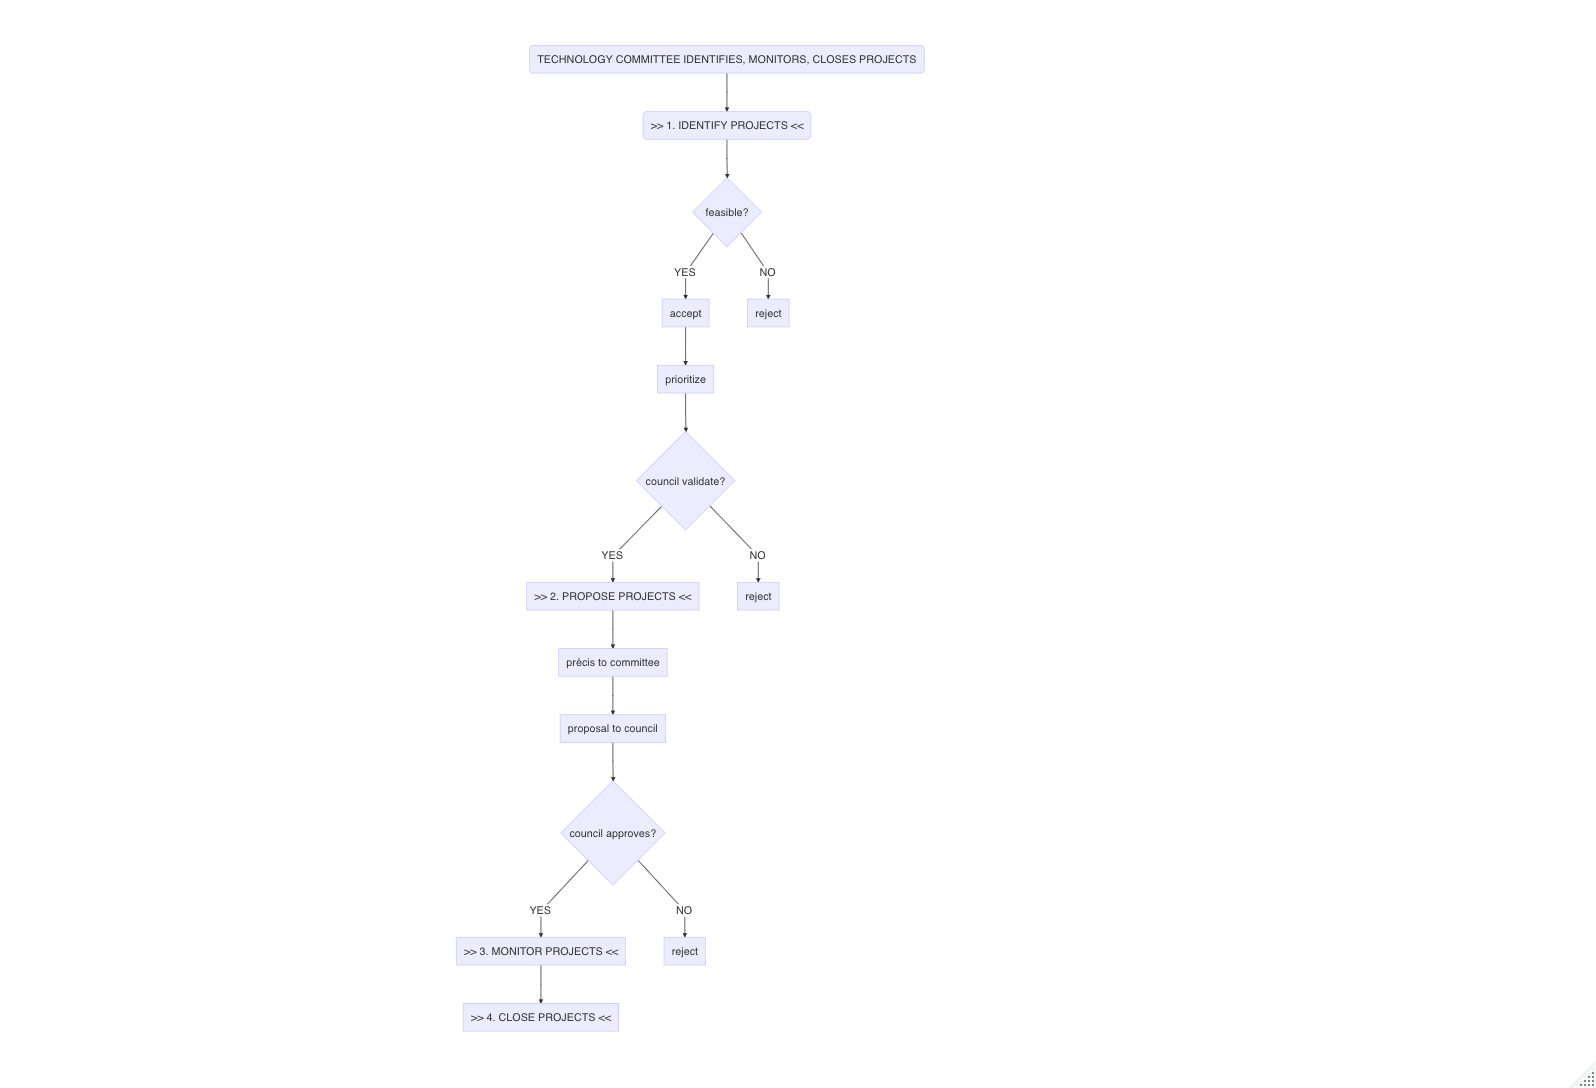 TECHNOLOGY COMMITTEE IDENTIFIES, MONITORS, CLOSES PROJECTS
>> 1. IDENTIFY PROJECTS <<
feasible?
YES
NO
accept
reject
prioritize
council validate?
YES
NO
>> 2. PROPOSE PROJECTS <<
reject
précis to committee
proposal to council
council approves?
YES
NO
>> 3. MONITOR PROJECTS <<
reject
>> 4. CLOSE PROJECTS <<